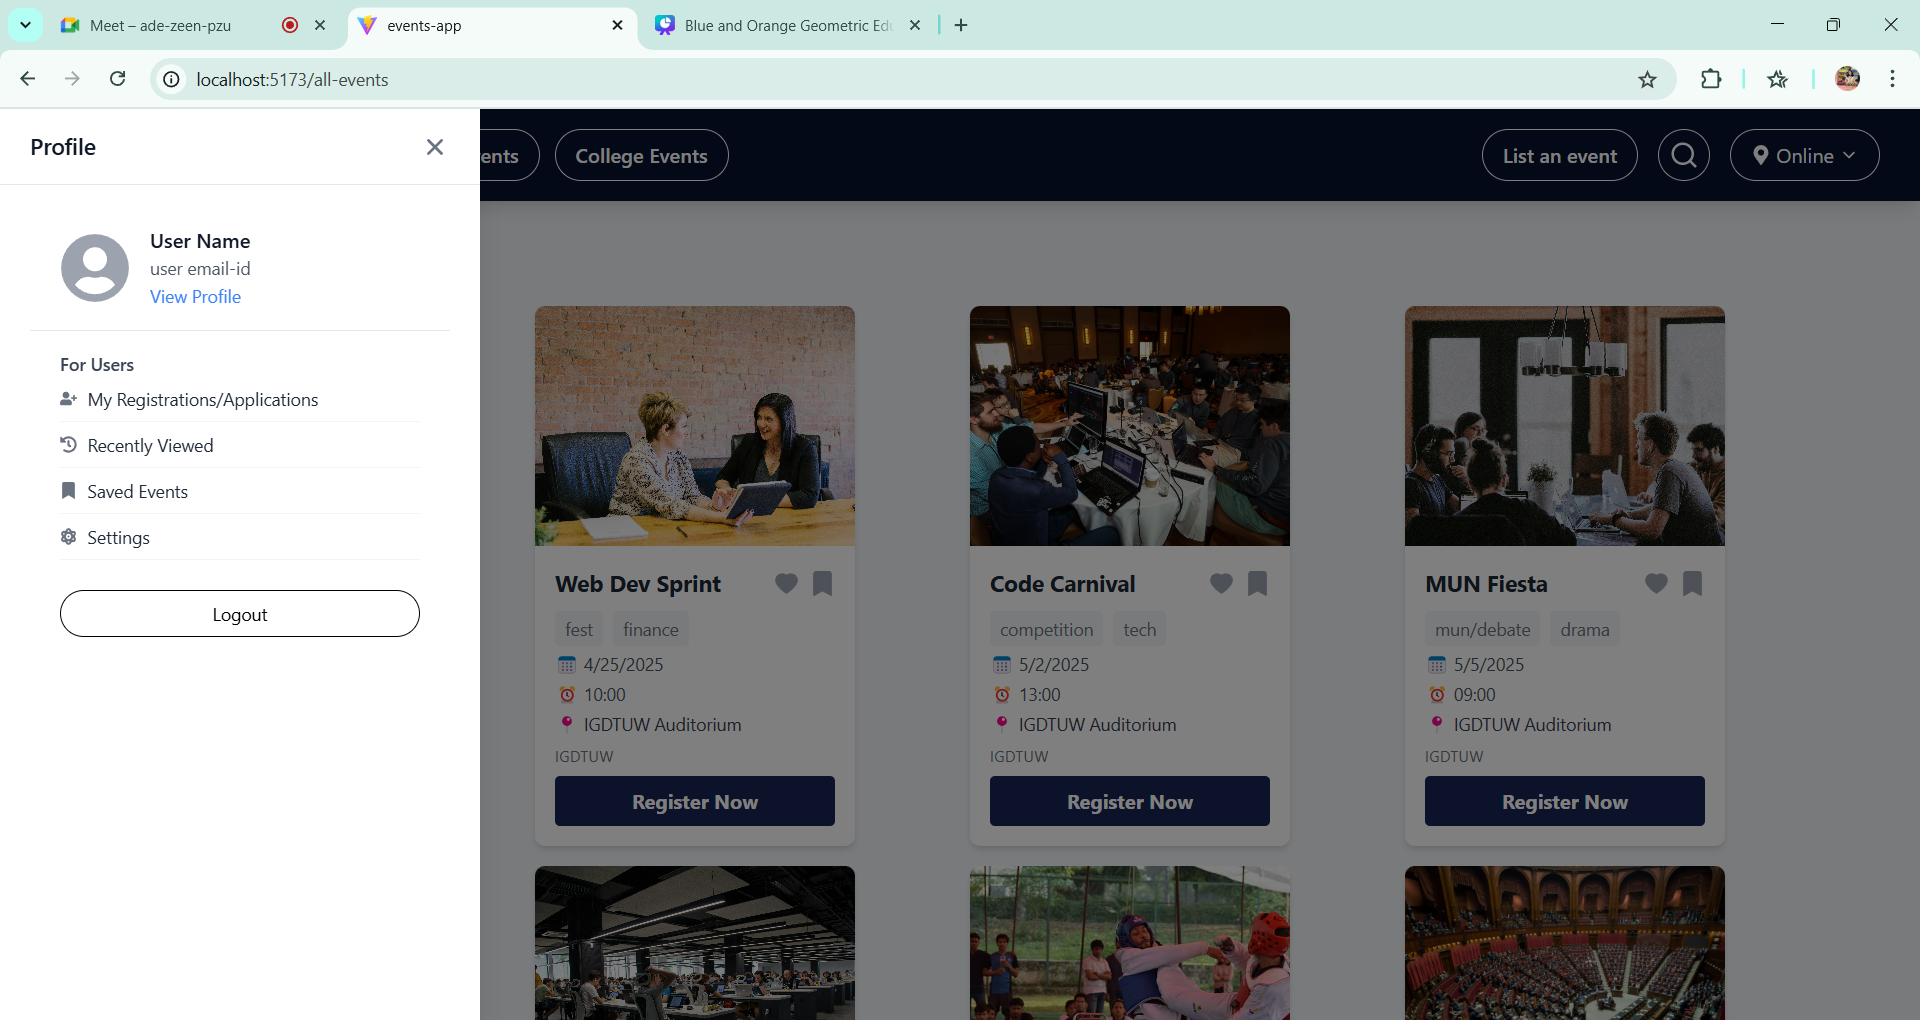 Meet – ade-zeen-pzu
events-app
Blue and Orange Geometric Edu
localhost:5173/all-events
Profile
ents
College Events
List an event
Online
User Name
user email-id
View Profile
For Users
My Registrations/Applications
Recently Viewed
Saved Events
Settings
Logout
Web Dev Sprint
fest finance
4/25/2025
10:00
IGDTUW Auditorium
IGDTUW
Register Now
Code Carnival
competition tech
5/2/2025
13:00
IGDTUW Auditorium
IGDTUW
Register Now
MUN Fiesta
mun/debate drama
5/5/2025
09:00
IGDTUW Auditorium
IGDTUW
Register Now